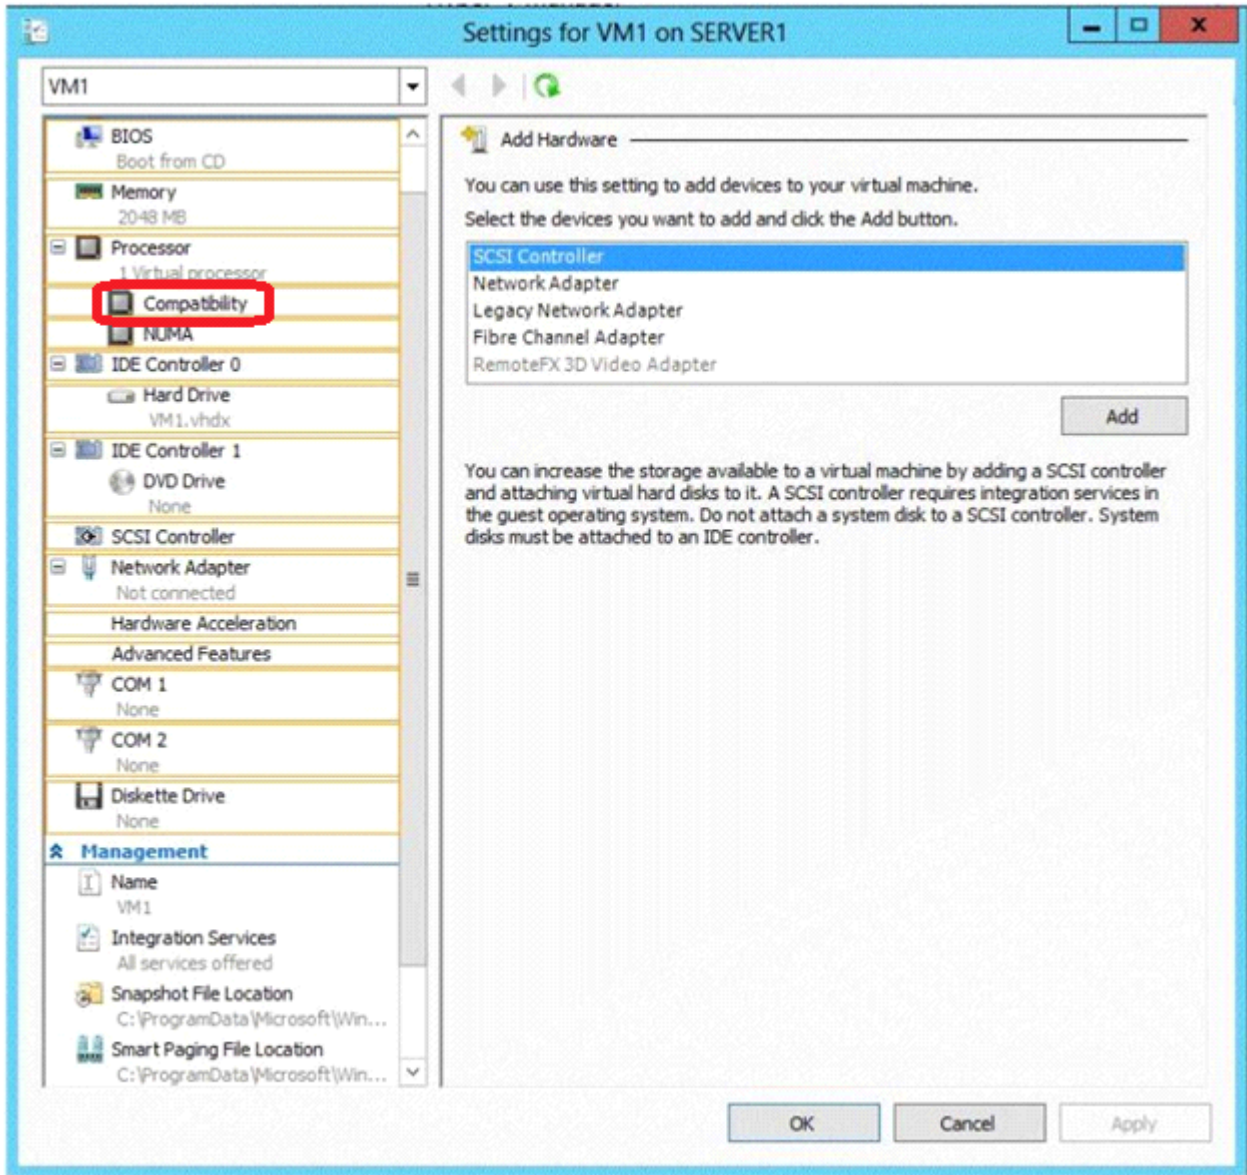 Settings for VM1 on SERVER1
VM1
BIOS
Boot from CD
Memory
2048 MB
Processor
1 Virtual processor
Compatibility
NUMA
IDE Controller 0
Hard Drive
VM1.vhdx
IDE Controller 1
DVD Drive
None
SCSI Controller
Network Adapter
Not connected
Hardware Acceleration
Advanced Features
COM 1
None
COM 2
None
Diskette Drive
None
Management
Name
VM1
Integration Services
All services offered
Snapshot File Location
C:\ProgramData\Microsoft\Win...
Smart Paging File Location
C:\ProgramData\Microsoft\Win...
Add Hardware
You can use this setting to add devices to your virtual machine.
Select the devices you want to add and click the Add button.
SCSI Controller
Network Adapter
Legacy Network Adapter
Fibre Channel Adapter
RemoteFX 3D Video Adapter
Add
You can increase the storage available to a virtual machine by adding a SCSI controller
and attaching virtual hard disks to it. A SCSI controller requires integration services in
the guest operating system. Do not attach a system disk to a SCSI controller. System
disks must be attached to an IDE controller.
OK
Cancel
Apply